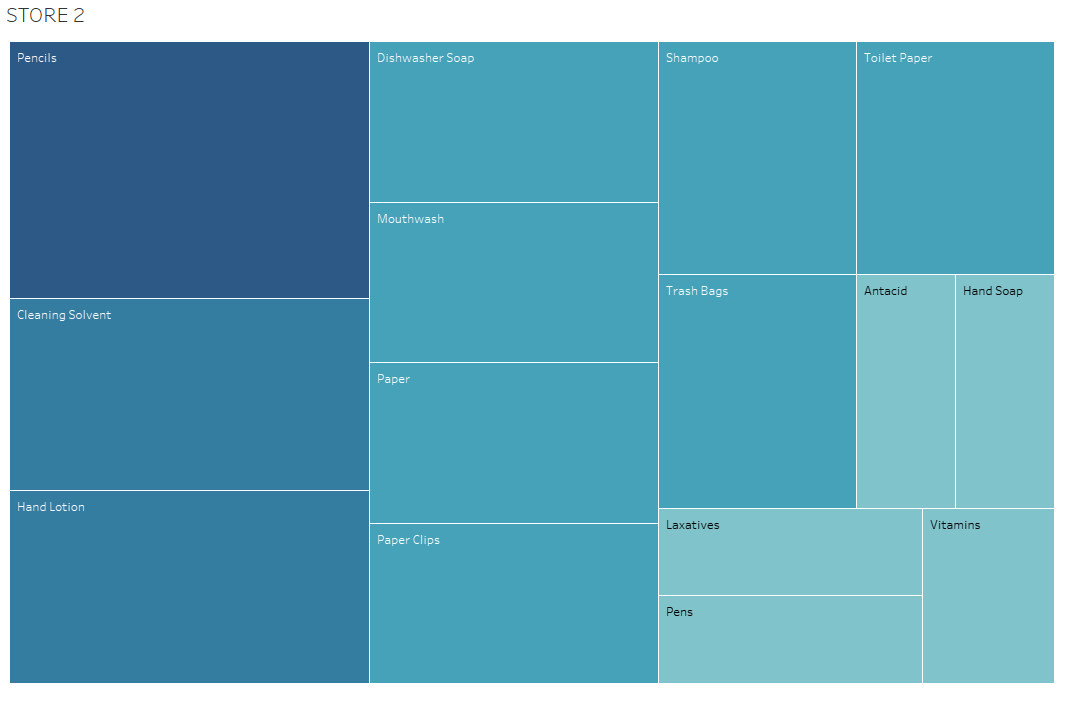 STORE 2
Pencils
Cleaning Solvent
Hand Lotion
Dishwasher Soap
Mouthwash
Paper
Paper Clips
Shampoo
Toilet Paper
Trash Bags
Antacid
Hand Soap
Laxatives
Pens
Vitamins